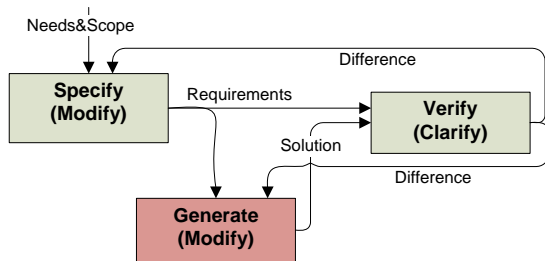 Needs&Scope
Difference
Specify
(Modify)
Requirements
Verify
(Clarify)
Solution
Difference
Generate
(Modify)